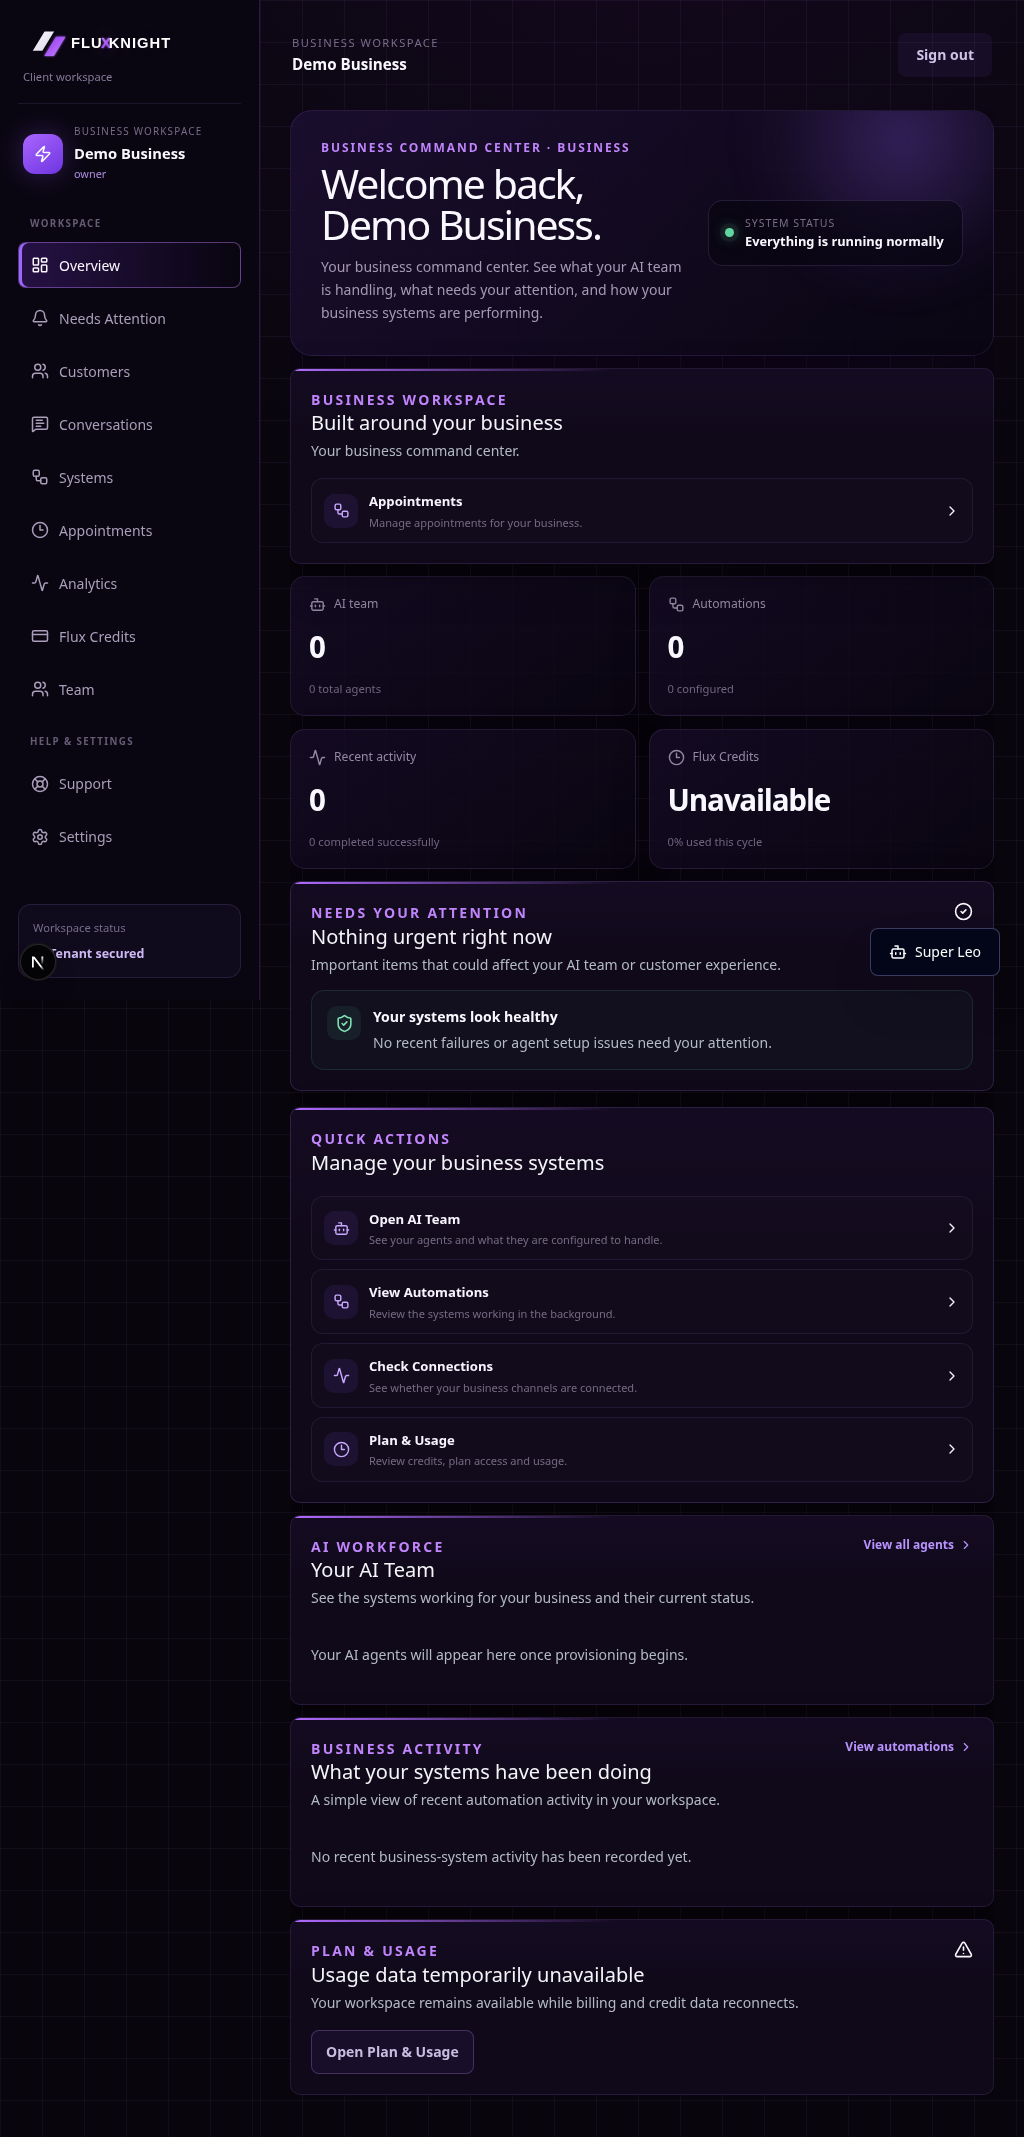 FLUXKNIGHT
Client workspace
BUSINESS WORKSPACE
Demo Business
owner
WORKSPACE
Overview
Needs Attention
Customers
Conversations
Systems
Appointments
Analytics
Flux Credits
Team
HELP & SETTINGS
Support
Settings
Workspace status
Tenant secured
N
BUSINESS WORKSPACE
Demo Business
Sign out
BUSINESS COMMAND CENTER · BUSINESS
Welcome back,
Demo Business.
Your business command center. See what your AI team
is handling, what needs your attention, and how your
business systems are performing.
SYSTEM STATUS
Everything is running normally
BUSINESS WORKSPACE
Built around your business
Your business command center.
Appointments
Manage appointments for your business.
AI team
0
0 total agents
Automations
0
0 configured
Recent activity
0
0 completed successfully
Flux Credits
Unavailable
0% used this cycle
NEEDS YOUR ATTENTION
Nothing urgent right now
Important items that could affect your AI team or customer experience.
Super Leo
Your systems look healthy
No recent failures or agent setup issues need your attention.
QUICK ACTIONS
Manage your business systems
Open AI Team
See your agents and what they are configured to handle.
View Automations
Review the systems working in the background.
Check Connections
See whether your business channels are connected.
Plan & Usage
Review credits, plan access and usage.
AI WORKFORCE
View all agents
Your AI Team
See the systems working for your business and their current status.
Your AI agents will appear here once provisioning begins.
BUSINESS ACTIVITY
View automations
What your systems have been doing
A simple view of recent automation activity in your workspace.
No recent business-system activity has been recorded yet.
PLAN & USAGE
Usage data temporarily unavailable
Your workspace remains available while billing and credit data reconnects.
Open Plan & Usage